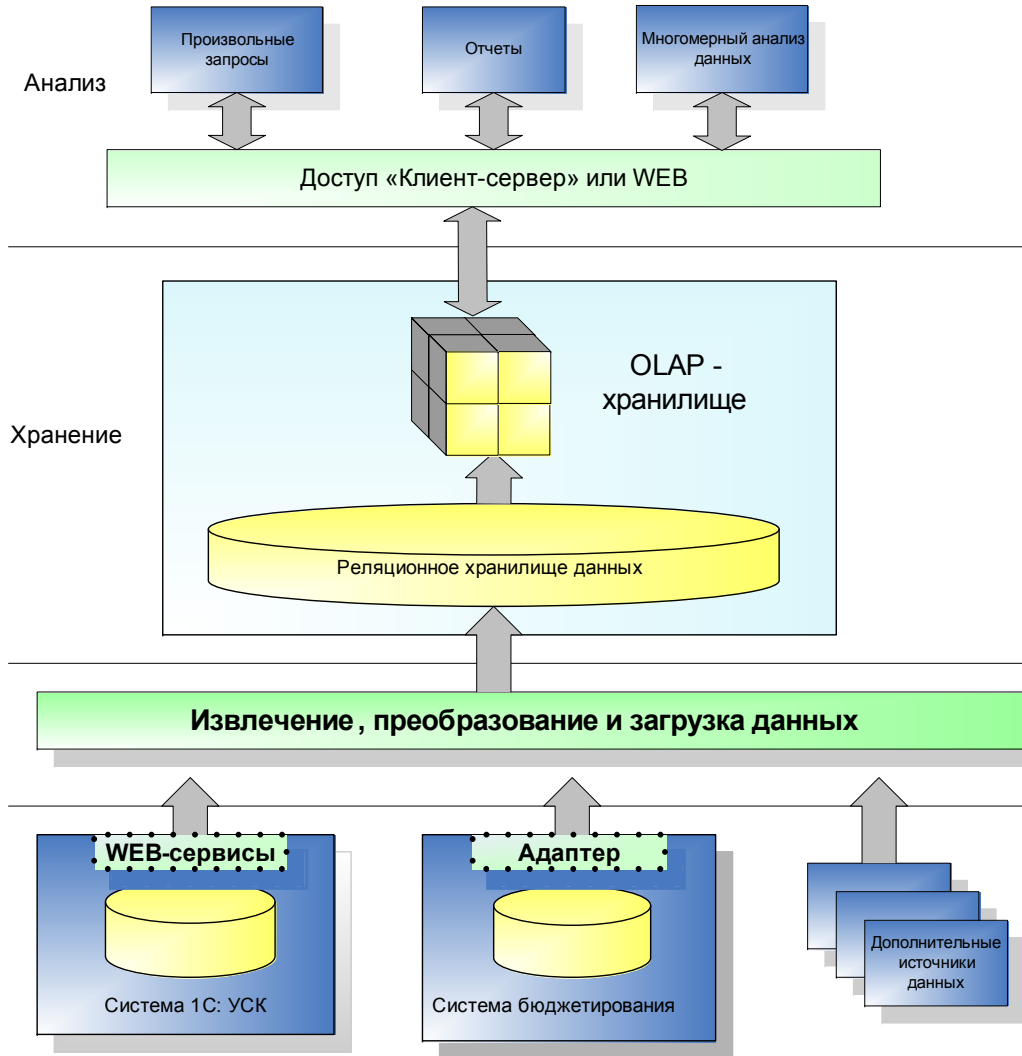 Произвольные
запросы
Отчеты
Многомерный анализ
данных
Анализ
Доступ «Клиент-сервер» или WEB
OLAP -
хранилище
Хранение
Реляционное хранилище данных
Извлечение, преобразование и загрузка данных
WEB-сервисы
Адаптер
Дополнительные
источники
данных
Система 1С: УСК
Система бюджетирования